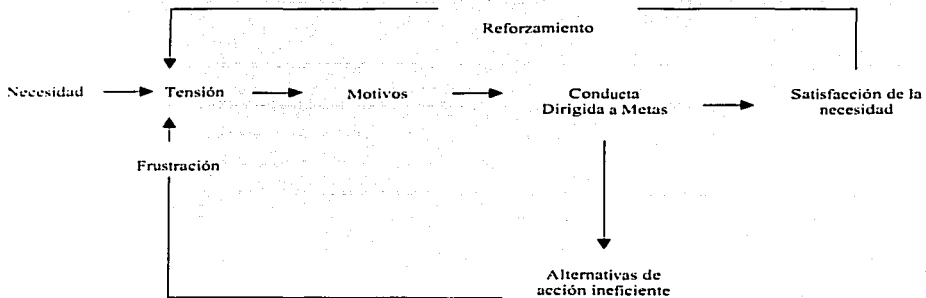 Reforzamiento
Necesidad
Tensión
Motivos
Conducta
Dirigida a Metas
Satisfacción de la
necesidad
Frustración
Alternativas de
acción ineficiente